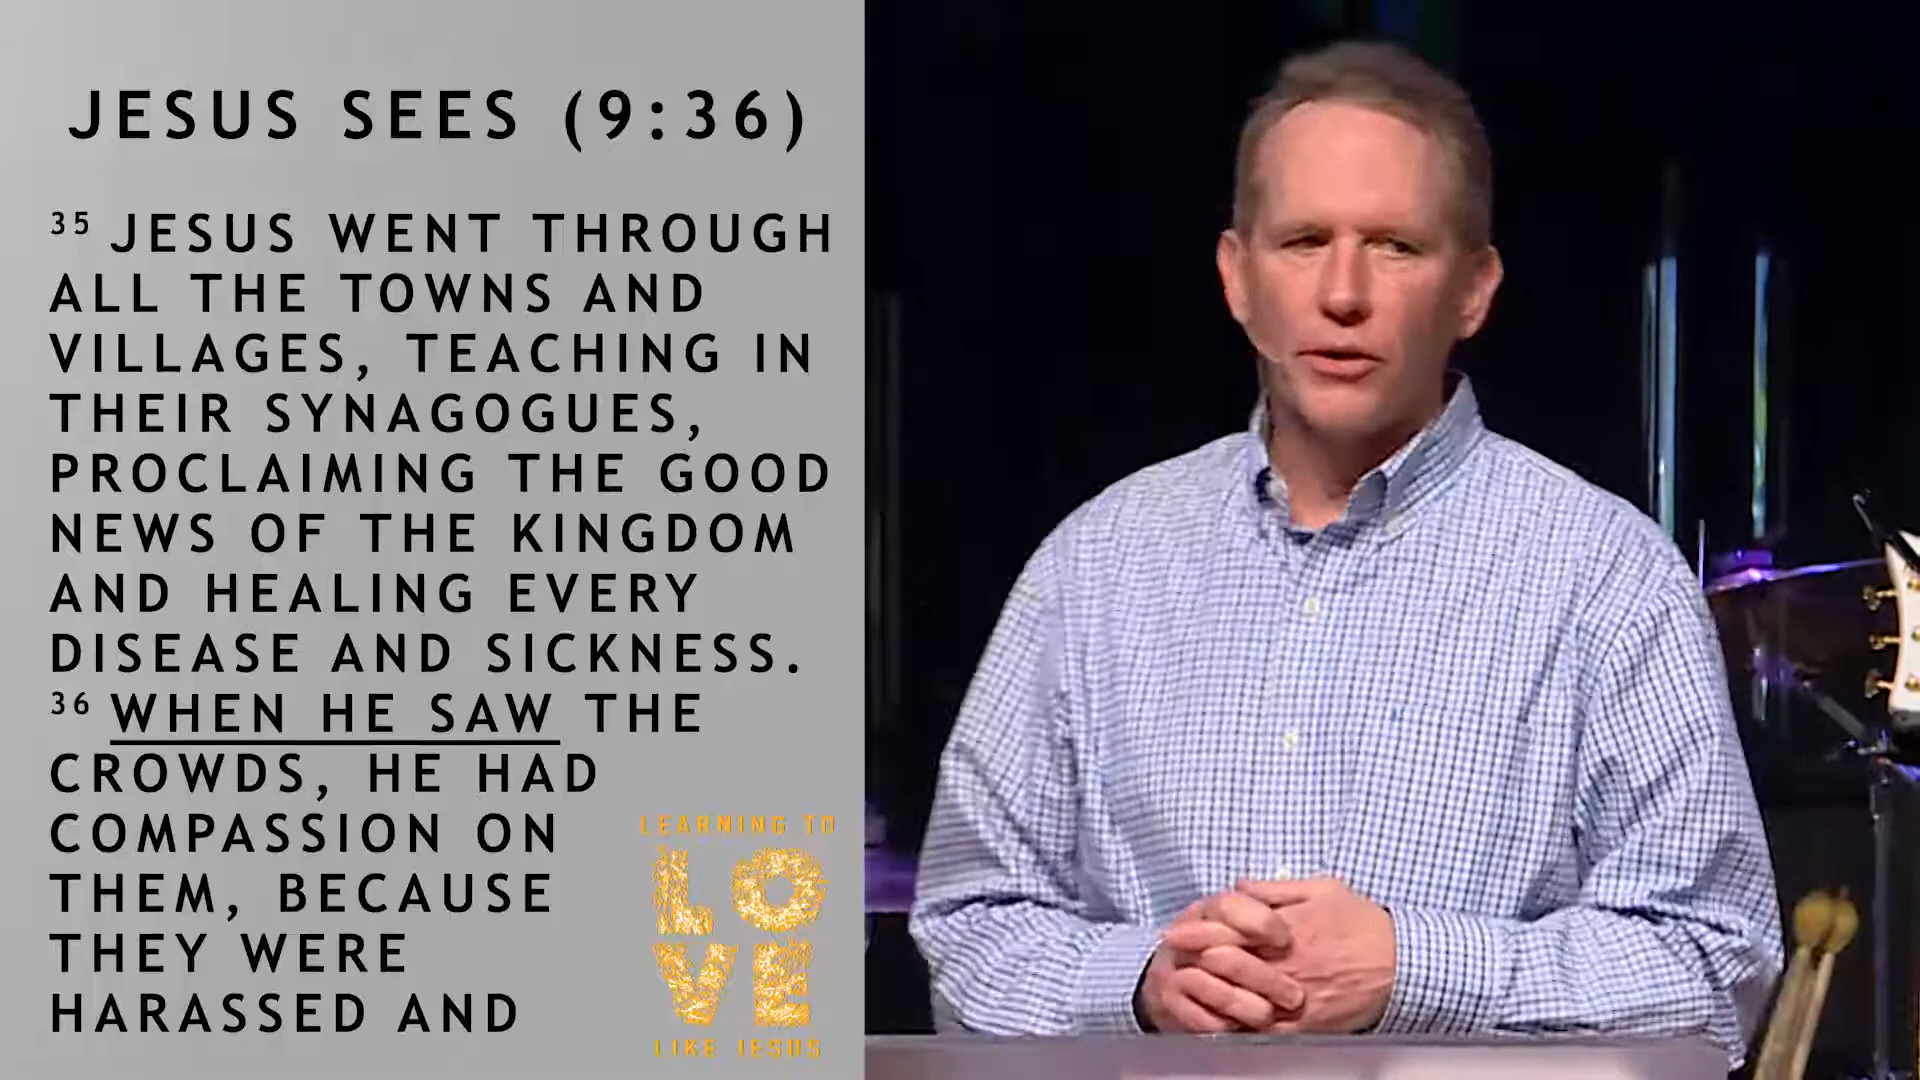 JESUS SEES (9:36)
35 JESUS WENT THROUGH
ALL THE TOWNS AND
VILLAGES, TEACHING IN
THEIR SYNAGOGUES,
PROCLAIMING THE GOOD
NEWS OF THE KINGDOM
AND HEALING EVERY
DISEASE AND SICKNESS.
36 WHEN HE SAW THE
CROWDS, HE HAD
COMPASSION ON
THEM, BECAUSE
THEY WERE
HARASSED AND
LEARNING TO
LO
VE
LIKE JESUS